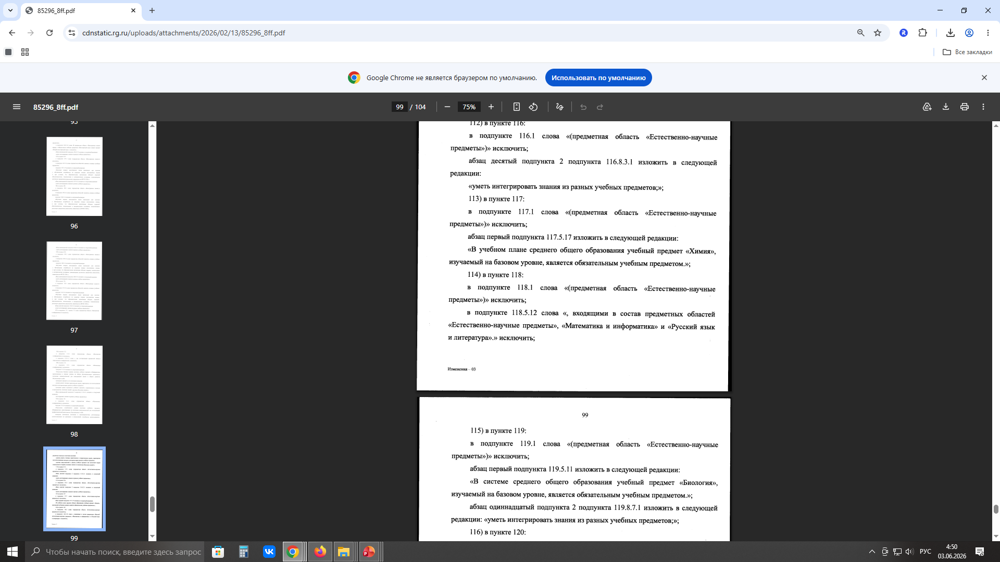 85296_8ff.pdf
cdnstatic.rg.ru/uploads/attachments/2026/02/13/85296_8ff.pdf
Все закладки
Google Chrome не является браузером по умолчанию.
Использовать по умолчанию
85296_8ff.pdf
99 / 104
75%
95
96
97
98
99
112) в пункте 116:
в подпункте 116.1 слова «(предметная область «Естественно-научные
предметы»)» исключить;
абзац десятый подпункта 2 подпункта 116.8.3.1 изложить в следующей
редакции:
«уметь интегрировать знания из разных учебных предметов;»;
113) в пункте 117:
в подпункте 117.1 слова «(предметная область «Естественно-научные
предметы»)» исключить;
абзац первый подпункта 117.5.17 изложить в следующей редакции:
«В учебном плане среднего общего образования учебный предмет «Химия»,
изучаемый на базовом уровне, является обязательным учебным предметом.»;
114) в пункте 118:
в подпункте 118.1 слова «(предметная область «Естественно-научные
предметы»)» исключить;
в подпункте 118.5.12 слова «, входящими в состав предметных областей
«Естественно-научные предметы», «Математика и информатика» и «Русский язык
и литература».» исключить;
Изменения – 03
99
115) в пункте 119:
в подпункте 119.1 слова «(предметная область «Естественно-научные
предметы»)» исключить;
абзац первый подпункта 119.5.11 изложить в следующей редакции:
«В системе среднего общего образования учебный предмет «Биология»,
изучаемый на базовом уровне, является обязательным учебным предметом.»;
абзац одиннадцатый подпункта 2 подпункта 119.8.7.1 изложить в следующей
редакции: «уметь интегрировать знания из разных учебных предметов;»;
116) в пункте 120:
Чтобы начать поиск, введите здесь запрос
РУС
4:50
03.06.2026